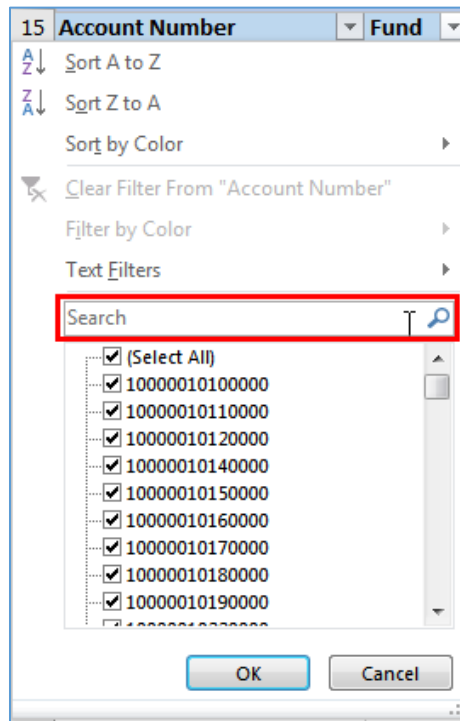 15 Account Number Fund
Sort A to Z
Sort Z to A
Sort by Color
Clear Filter From "Account Number"
Filter by Color
Text Filters
Search
(Select All)
10000010100000
10000010110000
10000010120000
10000010140000
10000010150000
10000010160000
10000010170000
10000010180000
10000010190000
OK Cancel